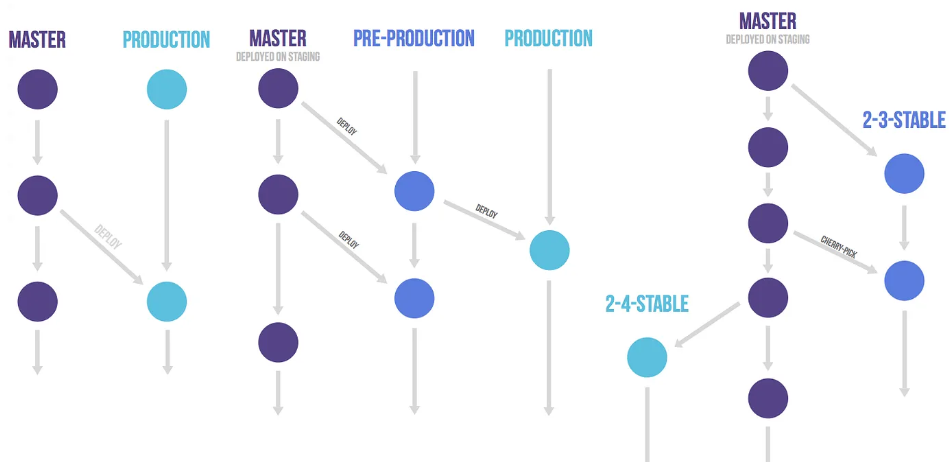 MASTER
PRODUCTION
DEPLOY
MASTER
DEPLOYED ON STAGING
PRE-PRODUCTION
PRODUCTION
DEPLOY
DEPLOY
DEPLOY
MASTER
DEPLOYED ON STAGING
2-3-STABLE
CHERRY-PICK
2-4-STABLE